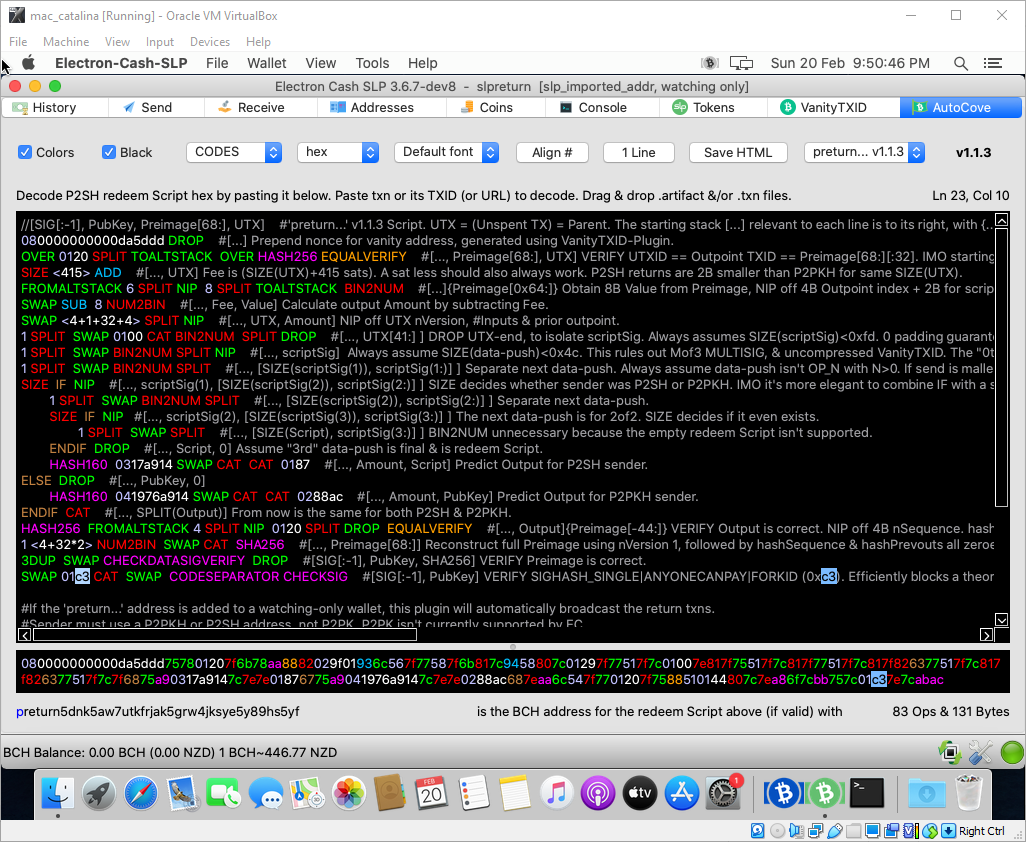 mac_catalina [Running] - Oracle VM VirtualBox
File Machine View Input Devices Help
Electron-Cash-SLP File Wallet View Tools Help Sun 20 Feb 9:50:46 PM
Electron Cash SLP 3.6.7-dev8 - slpreturn [slp_imported_addr, watching only]
History Send Receive Addresses Coins Console Tokens VanityTXID AutoCove
Colors Black CODES hex Default font Align # 1 Line Save HTML preturn... v1.1.3 v1.1.3
Decode P2SH redeem Script hex by pasting it below. Paste txn or its TXID (or URL) to decode. Drag & drop .artifact &/or .txn files. Ln 23, Col 10
//[SIG[:-1], PubKey, Preimage[68:], UTX] #'preturn...' v1.1.3 Script. UTX = (Unspent TX) = Parent. The starting stack [...] relevant to each line is to its right, with {...
080000000000da5ddd DROP #[...] Prepend nonce for vanity address, generated using VanityTXID-Plugin.
OVER 0120 SPLIT TOALTSTACK OVER HASH256 EQUALVERIFY #[..., Preimage[68:], UTX] VERIFY UTXID == Outpoint TXID == Preimage[68:][:32]. IMO starting
SIZE <415> ADD #[..., UTX] Fee is (SIZE(UTX)+415 sats). A sat less should also always work. P2SH returns are 2B smaller than P2PKH for same SIZE(UTX).
FROMALTSTACK 6 SPLIT NIP 8 SPLIT TOALTSTACK BIN2NUM #[...]{Preimage[0x64:]} Obtain 8B Value from Preimage, NIP off 4B Outpoint index + 2B for scrip
SWAP SUB 8 NUM2BIN #[..., Fee, Value] Calculate output Amount by subtracting Fee.
SWAP <4+1+32+4> SPLIT NIP #[..., UTX, Amount] NIP off UTX nVersion, #Inputs & prior outpoint.
1 SPLIT SWAP 0100 CAT BIN2NUM SPLIT DROP #[..., UTX[41:] ] DROP UTX-end, to isolate scriptSig. Always assumes SIZE(scriptSig)<0xfd. 0 padding guarant
1 SPLIT SWAP BIN2NUM SPLIT NIP #[..., scriptSig] Always assume SIZE(data-push)<0x4c. This rules out Mof3 MULTISIG, & uncompressed VanityTXID. The "0t
1 SPLIT SWAP BIN2NUM SPLIT #[..., [SIZE(scriptSig(1)), scriptSig(1:)] ] Separate next data-push. Always assume data-push isn't OP_N with N>0. If send is malle
SIZE IF NIP #[..., scriptSig(1), [SIZE(scriptSig(2)), scriptSig(2:)] ] SIZE decides whether sender was P2SH or P2PKH. IMO it's more elegant to combine IF with a s
1 SPLIT SWAP BIN2NUM SPLIT #[..., [SIZE(scriptSig(2)), scriptSig(2:)] ] Separate next data-push.
SIZE IF NIP #[..., scriptSig(2), [SIZE(scriptSig(3)), scriptSig(3:)] ] The next data-push is for 2of2. SIZE decides if it even exists.
1 SPLIT SWAP SPLIT #[..., [SIZE(Script), scriptSig(3:)] ] BIN2NUM unnecessary because the empty redeem Script isn't supported.
ENDIF DROP #[..., Script, 0] Assume "3rd" data-push is final & is redeem Script.
HASH160 0317a914 SWAP CAT CAT 0187 #[..., Amount, Script] Predict Output for P2SH sender.
ELSE DROP #[..., PubKey, 0]
HASH160 041976a914 SWAP CAT CAT 0288ac #[..., Amount, PubKey] Predict Output for P2PKH sender.
ENDIF CAT #[..., SPLIT(Output)] From now is the same for both P2SH & P2PKH.
HASH256 FROMALTSTACK 4 SPLIT NIP 0120 SPLIT DROP EQUALVERIFY #[..., Output]{Preimage[-44:]} VERIFY Output is correct. NIP off 4B nSequence. hash
1 <4+32*2> NUM2BIN SWAP CAT SHA256 #[..., Preimage[68:]] Reconstruct full Preimage using nVersion 1, followed by hashSequence & hashPrevouts all zeroe
3DUP SWAP CHECKDATASIGVERIFY DROP #[SIG[:-1], PubKey, SHA256] VERIFY Preimage is correct.
SWAP 01c3 CAT SWAP CODESEPARATOR CHECKSIG #[SIG[:-1], PubKey] VERIFY SIGHASH_SINGLE|ANYONECANPAY|FORKID (0xc3). Efficiently blocks a theor
#If the 'preturn...' address is added to a watching-only wallet, this plugin will automatically broadcast the return txns.
#Sender must use a P2PKH or P2SH address, not P2PK. P2PK isn't currently supported by EC.
080000000000da5ddd757801207f6b78aa8882029f01936c567f77587f6b817c9458807c01297f77517f7c01007e817f75517f7c817f77517f7c817f826377517f7c817
f826377517f7c7f6875a90317a9147c7e7e01876775a9041976a9147c7e7e0288ac687eaa6c547f7701207f7588510144807c7ea86f7cbb757c01c37e7cabac
preturn5dnk5aw7utkfrjak5grw4jksye5y89hs5yf is the BCH address for the redeem Script above (if valid) with 83 Ops & 131 Bytes
BCH Balance: 0.00 BCH (0.00 NZD) 1 BCH~446.77 NZD
FEB
20
tv
1
Right Ctrl